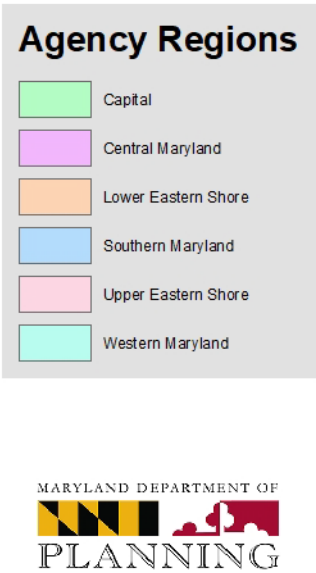 Agency Regions
Capital
Central Maryland
Lower Eastern Shore
Southern Maryland
Upper Eastern Shore
Western Maryland
MARYLAND DEPARTMENT OF
PLANNING